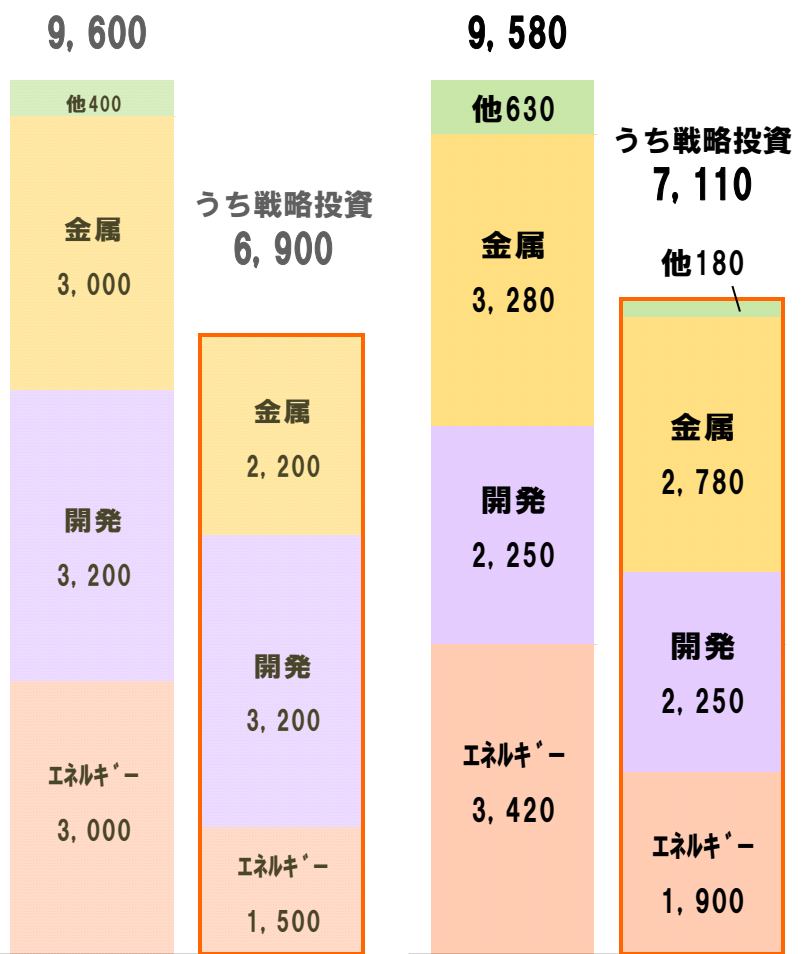 9,600
他400
金属
3,000
開発
3,200
エネルギー
3,000
うち戦略投資
6,900
金属
2,200
開発
3,200
エネルギー
1,500
9,580
他630
金属
3,280
開発
2,250
エネルギー
3,420
うち戦略投資
7,110
他180
金属
2,780
開発
2,250
エネルギー
1,900